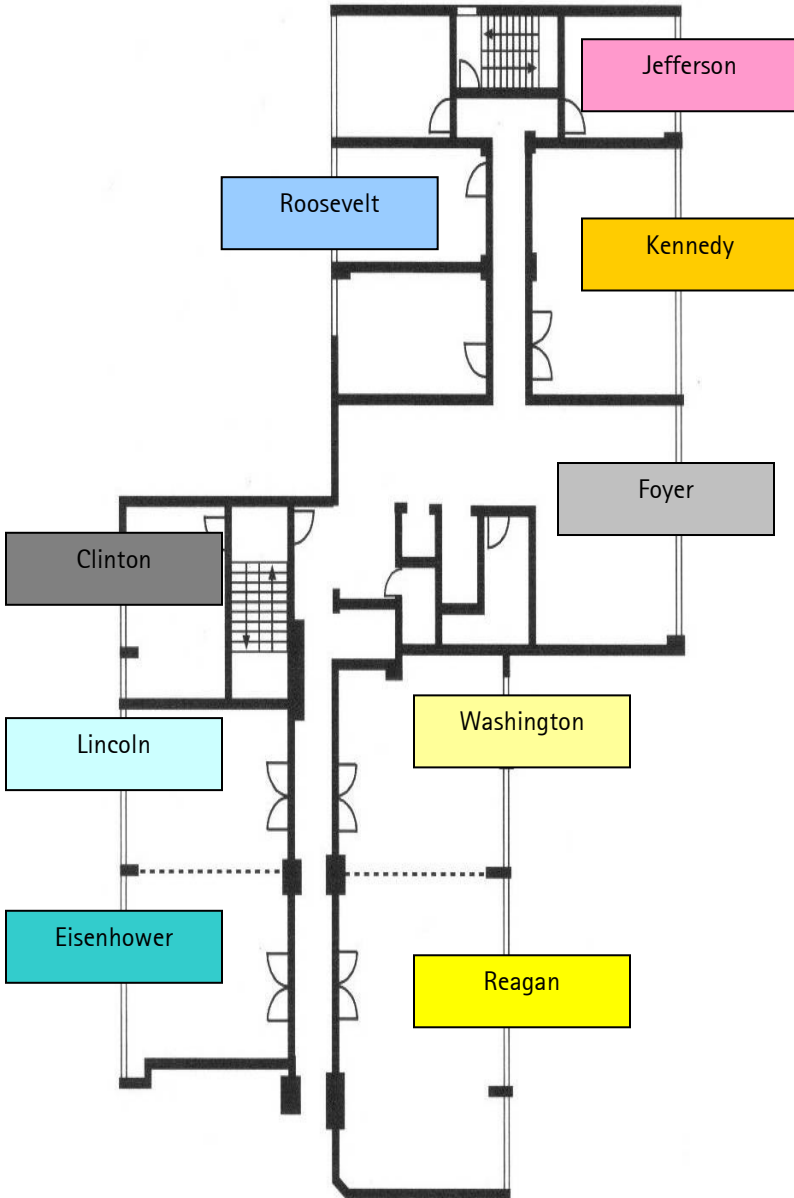 Jefferson
Roosevelt
Kennedy
Foyer
Clinton
Washington
Lincoln
Eisenhower
Reagan